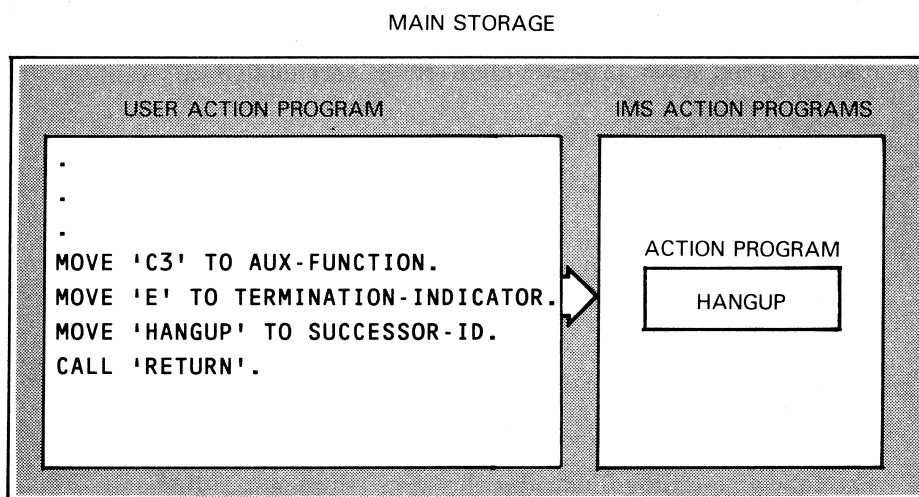 MAIN STORAGE
USER ACTION PROGRAM
IMS ACTION PROGRAMS
.
.
.
MOVE 'C3' TO AUX-FUNCTION.
MOVE 'E' TO TERMINATION-INDICATOR.
MOVE 'HANGUP' TO SUCCESSOR-ID.
CALL 'RETURN'.
ACTION PROGRAM
HANGUP